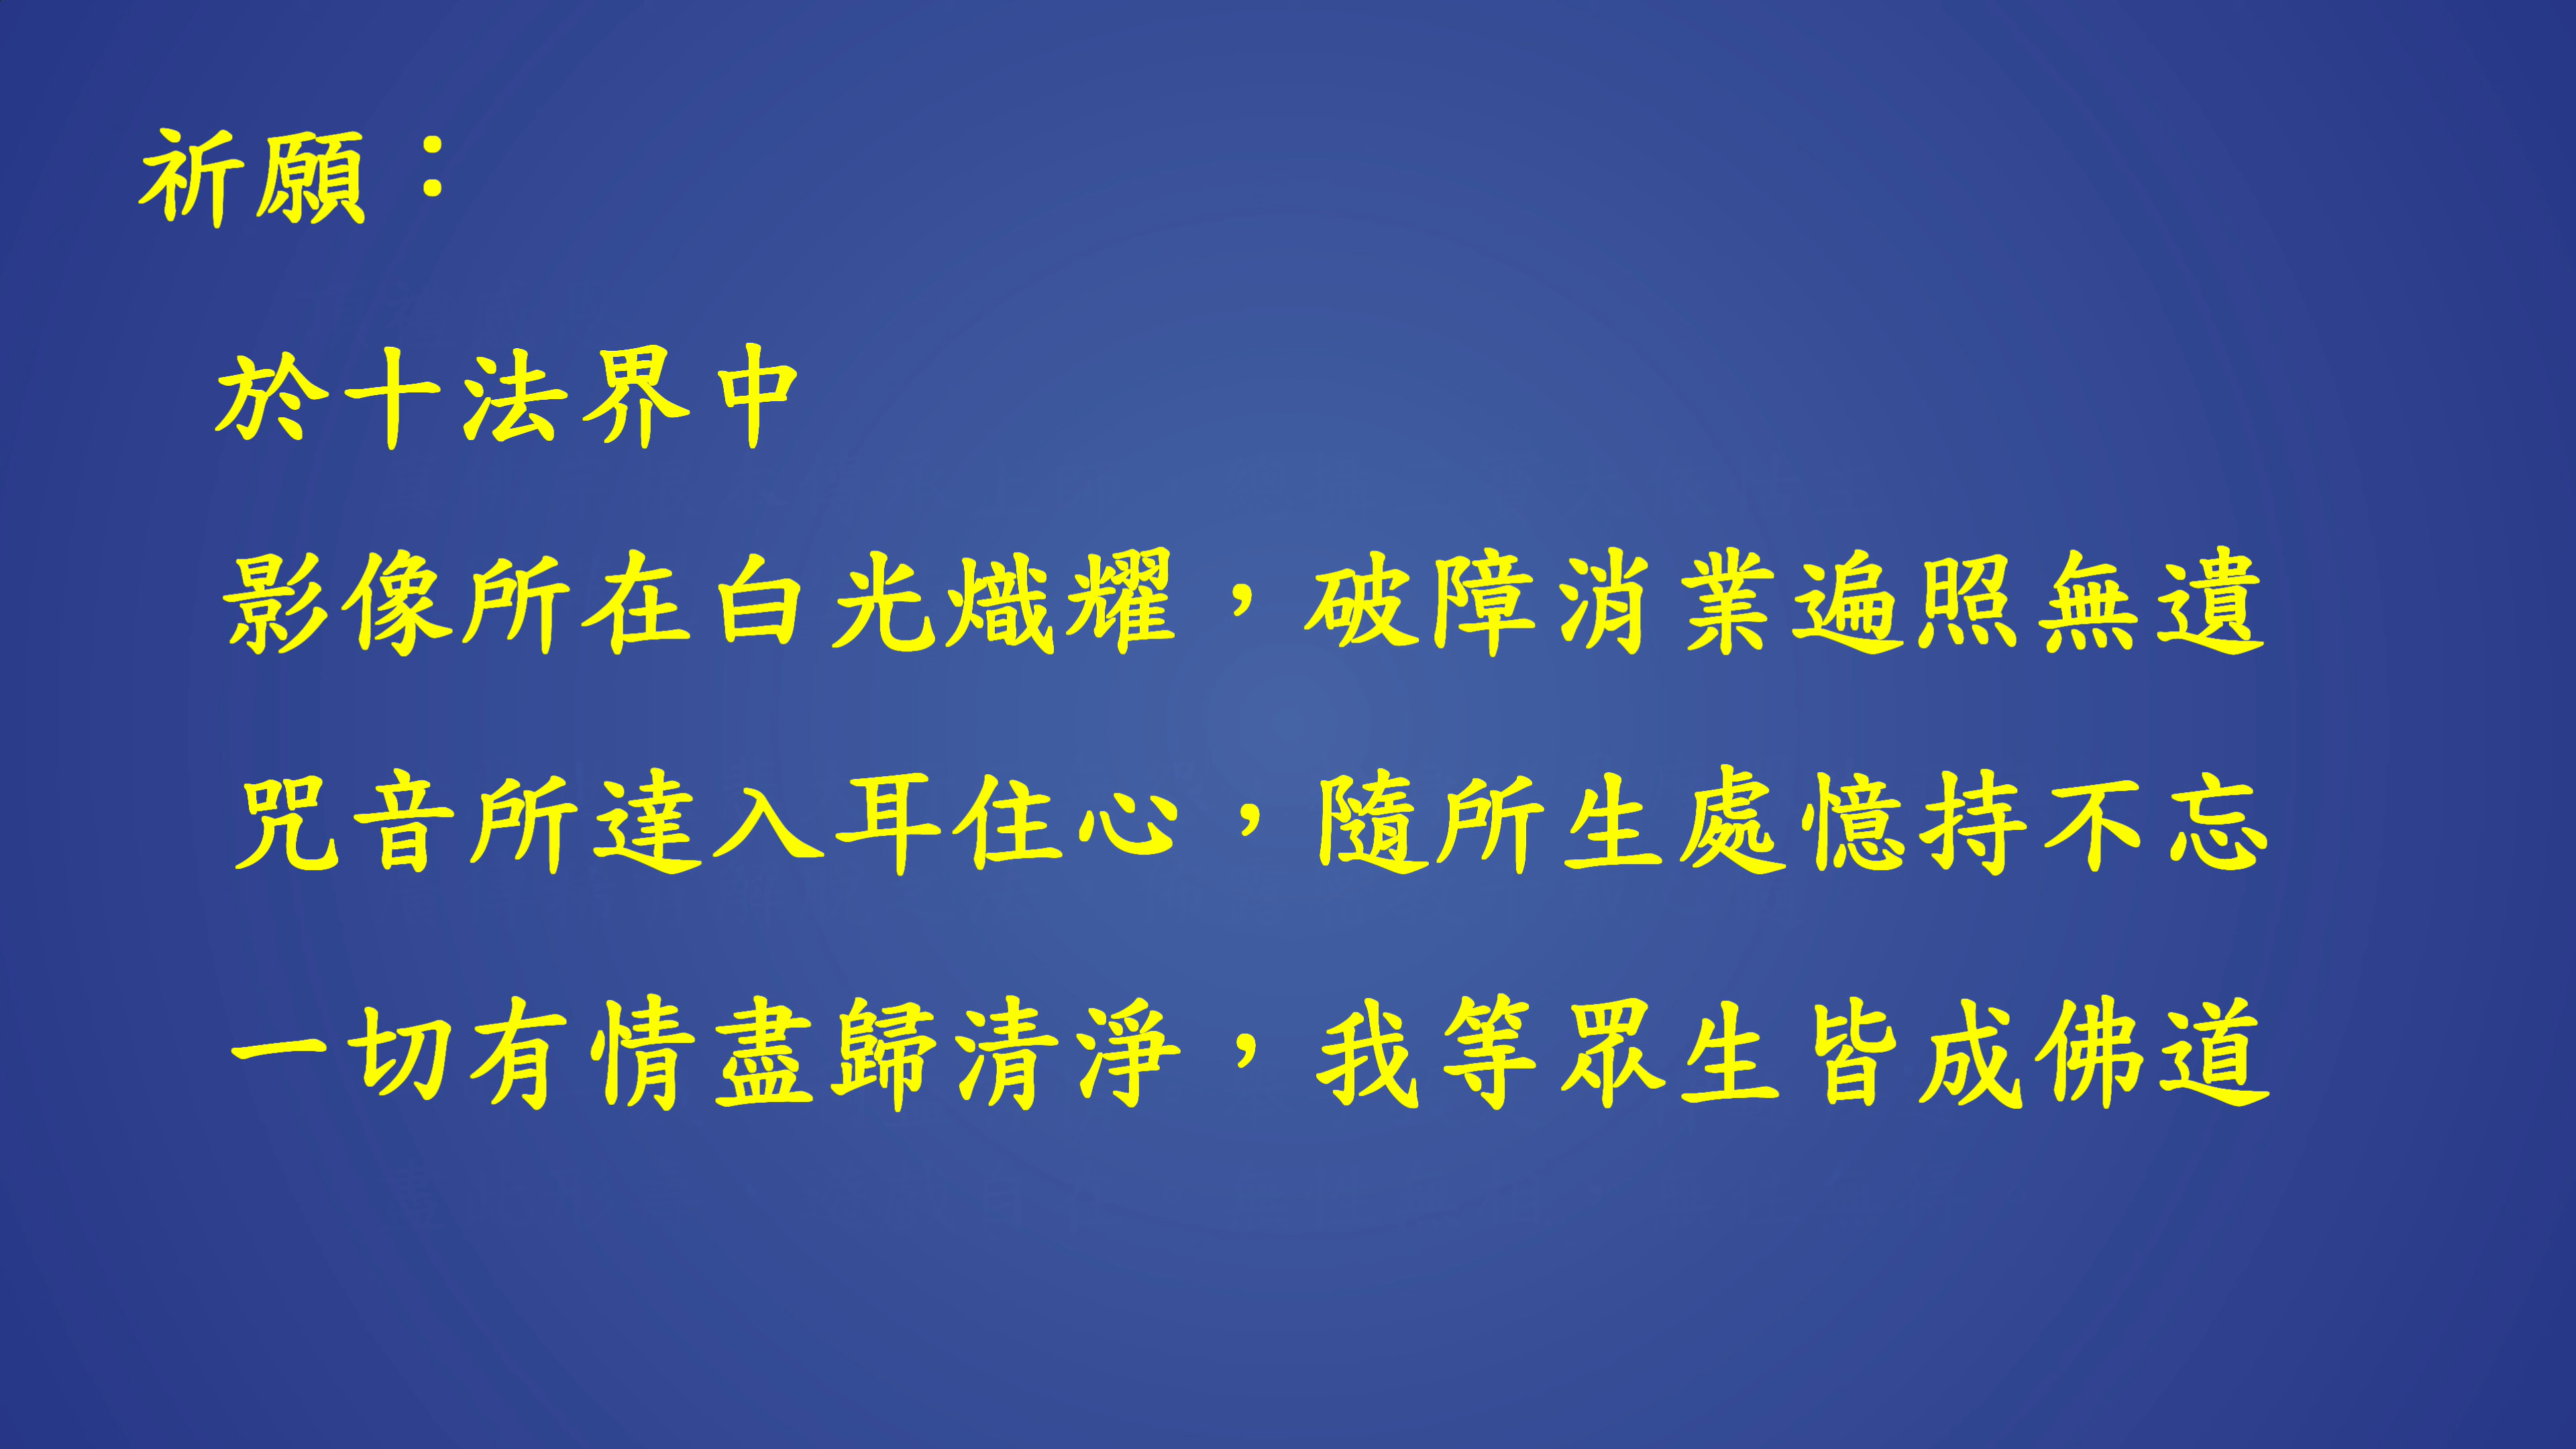 祈願：
於十法界中
影像所在白光熾耀，破障消業遍照無遺
咒音所達入耳住心，隨所生處憶持不忘
一切有情盡歸清淨，我等眾生皆成佛道